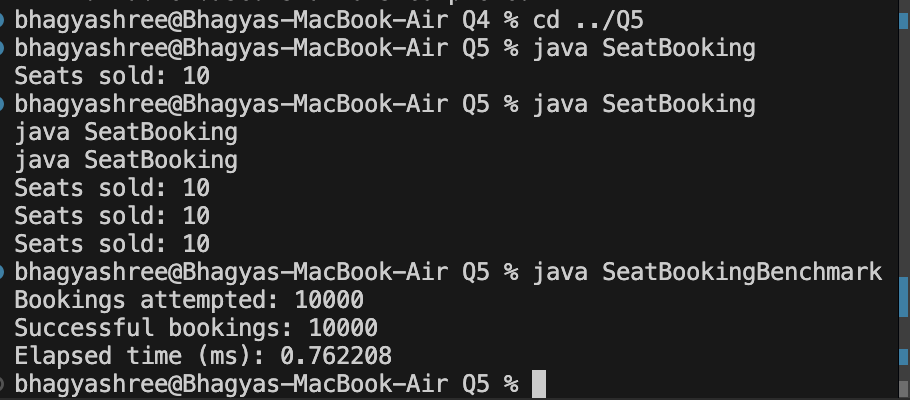 bhagyashree@Bhagyas-MacBook-Air Q4 % cd ../Q5
bhagyashree@Bhagyas-MacBook-Air Q5 % java SeatBooking
Seats sold: 10
bhagyashree@Bhagyas-MacBook-Air Q5 % java SeatBooking
java SeatBooking
java SeatBooking
Seats sold: 10
Seats sold: 10
Seats sold: 10
bhagyashree@Bhagyas-MacBook-Air Q5 % java SeatBookingBenchmark
Bookings attempted: 10000
Successful bookings: 10000
Elapsed time (ms): 0.762208
bhagyashree@Bhagyas-MacBook-Air Q5 %